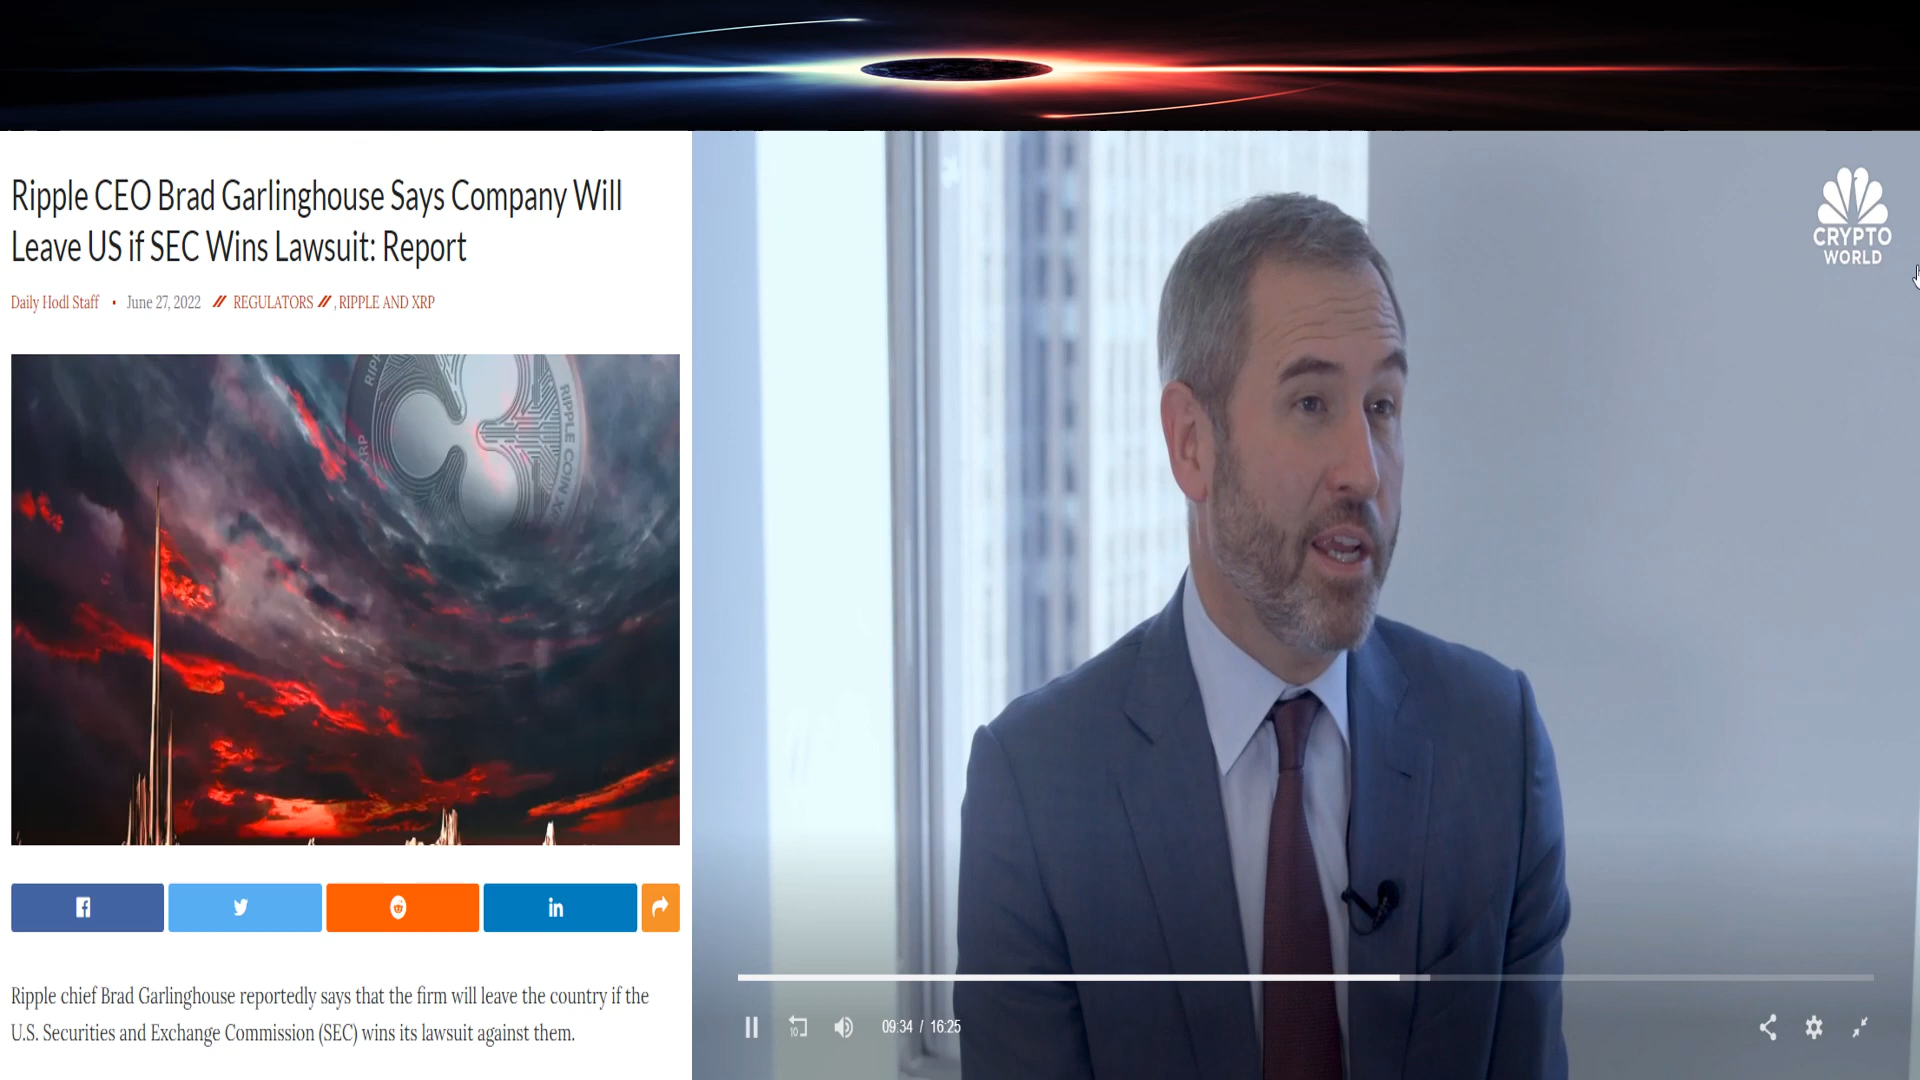 Ripple CEO Brad Garlinghouse Says Company Will
Leave US if SEC Wins Lawsuit: Report
Daily Hodl Staff • June 27, 2022 // REGULATORS //, RIPPLE AND XRP
RIPPLE COIN
XRP
Ripple chief Brad Garlinghouse reportedly says that the firm will leave the country if the
U.S. Securities and Exchange Commission (SEC) wins its lawsuit against them.
CRYPTO
WORLD
10
09:34 / 16:25